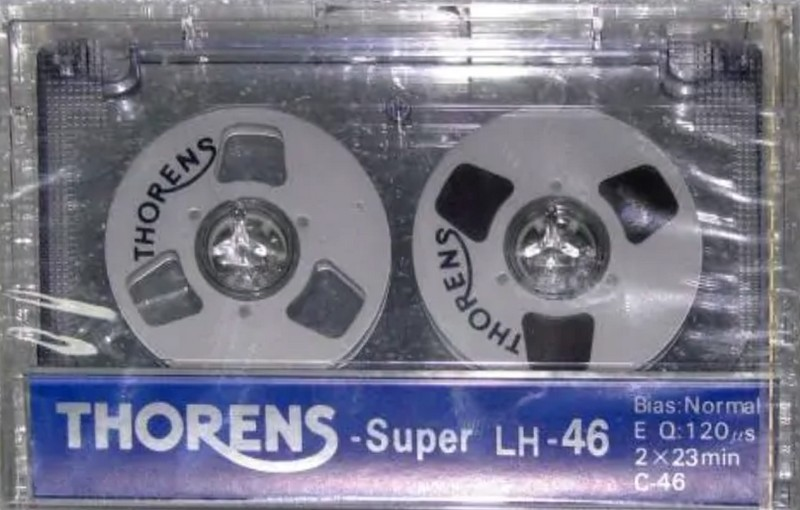 THORENS
THORENS
THORENS -Super LH-46
Bias:Normal
E Q:120μs
2×23min
C-46